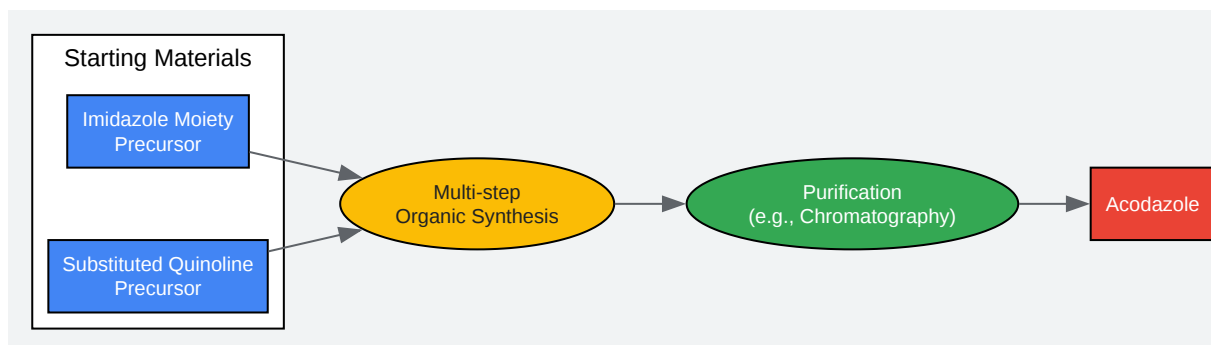 Starting Materials
Imidazole Moiety
Precursor
Substituted Quinoline
Precursor
Multi-step
Organic Synthesis
Purification
(e.g., Chromatography)
Acodazole